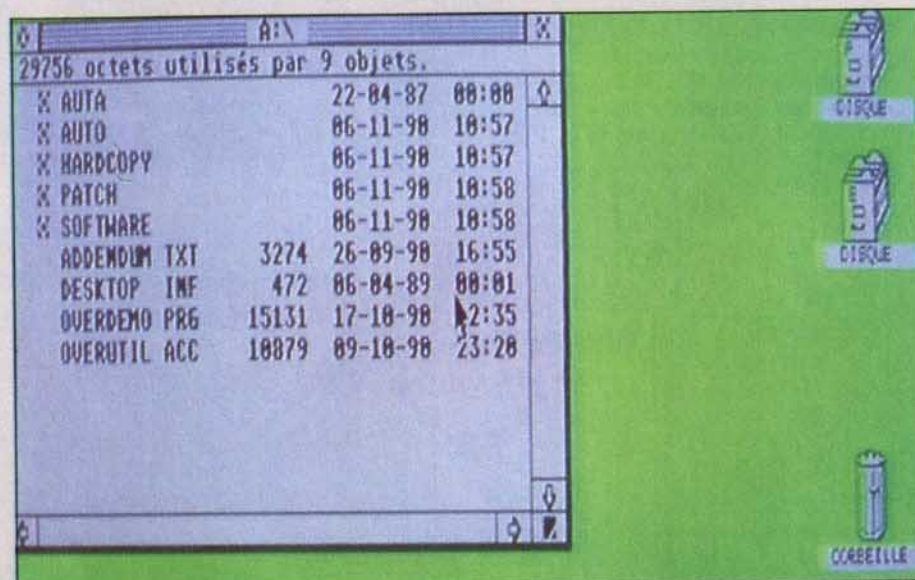 A:\
29756 octets utilisés par 9 objets.
AUTA 22-04-87 00:00
AUTO 06-11-90 10:57
HARDCOPY 06-11-90 10:57
PATCH 06-11-90 10:58
SOFTWARE 06-11-90 10:58
ADDENDUM TXT 3274 26-09-90 16:55
DESKTOP INF 472 06-04-89 00:01
OVERDEMO PRG 15131 17-10-90 2:35
OVERUTIL ACC 10879 09-10-90 23:20
DISQUE
DISQUE
CORBEILLE